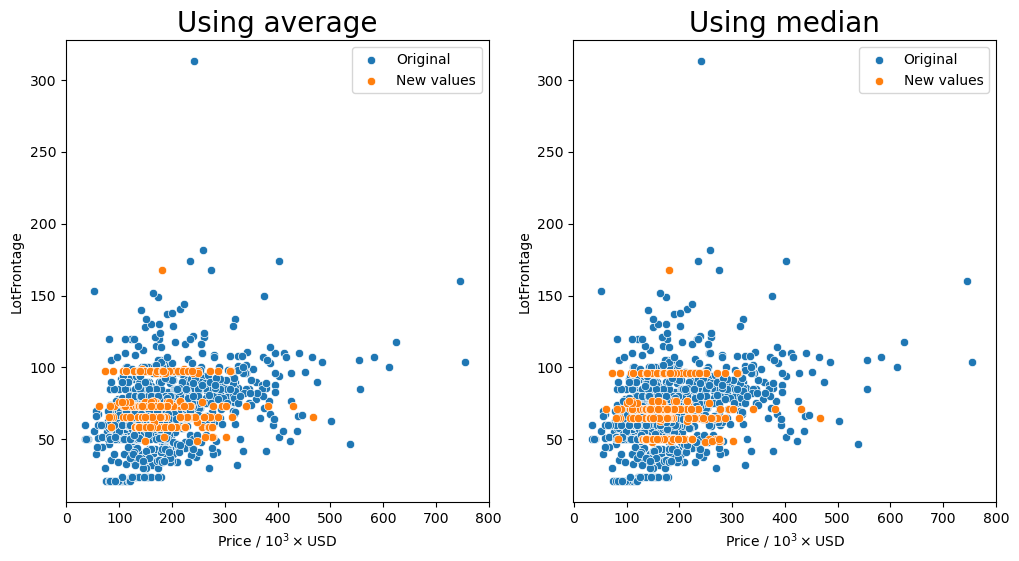 Using average
Original
New values
300
250
200
150
100
50
LotFrontage
0 100 200 300 400 500 600 700 800
Price / 10³ × USD
Using median
Original
New values
300
250
200
150
100
50
LotFrontage
0 100 200 300 400 500 600 700 800
Price / 10³ × USD